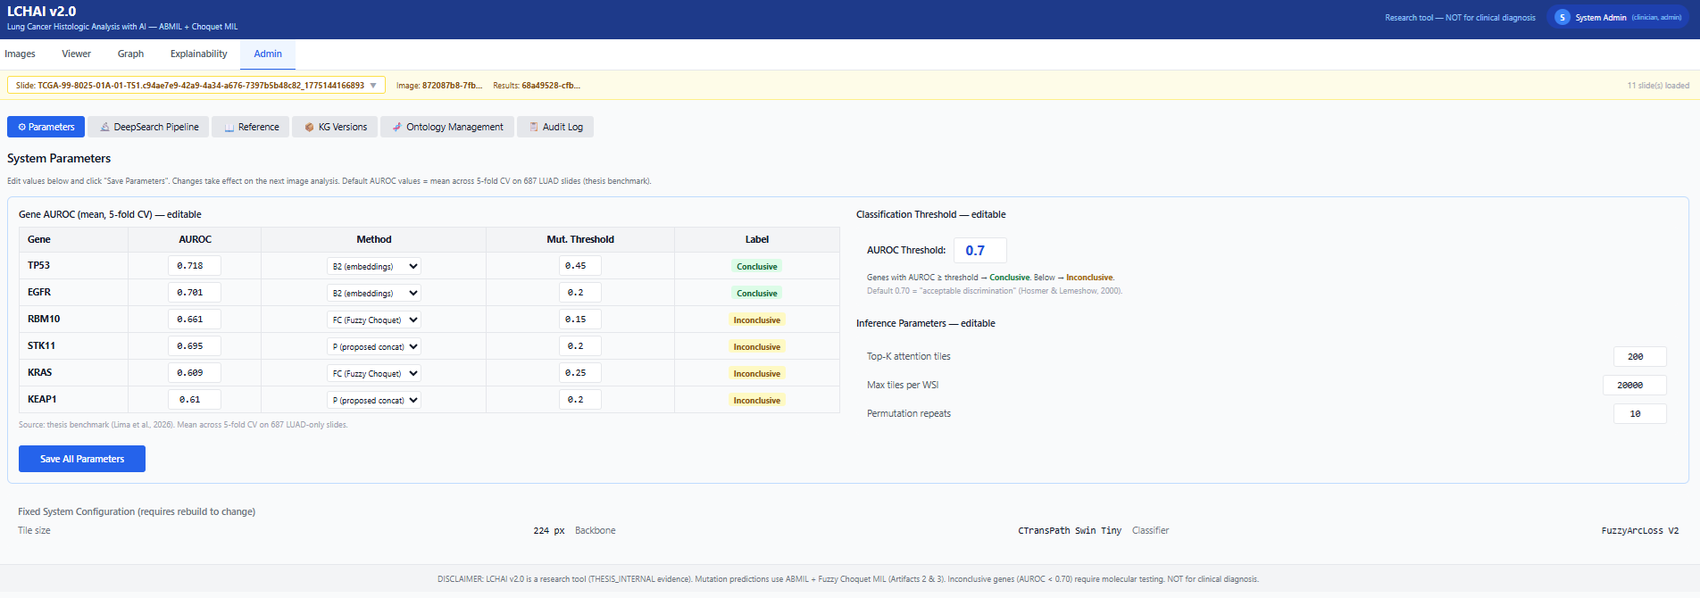 LCHAI v2.0
Lung Cancer Histologic Analysis with AI — ABMIL + Choquet MIL
Research tool — NOT for clinical diagnosis
S System Admin (clinician, admin)
Images Viewer Graph Explainability Admin
Slide: TCGA-99-8025-01A-01-TS1.c94ae7e9-42a9-4a34-a676-7397b5b48c82_1775144166893 ▼ Image: 872087b8-7fb... Results: 68a49528-cfb... 11 slide(s) loaded
⚙ Parameters DeepSearch Pipeline Reference KG Versions Ontology Management Audit Log
System Parameters
Edit values below and click "Save Parameters". Changes take effect on the next image analysis. Default AUROC values = mean across 5-fold CV on 687 LUAD slides (thesis benchmark).
Gene AUROC (mean, 5-fold CV) — editable
Gene AUROC Method Mut. Threshold Label
TP53 0.718 B2 (embeddings) 0.45 Conclusive
EGFR 0.701 B2 (embeddings) 0.2 Conclusive
RBM10 0.661 FC (Fuzzy Choquet) 0.15 Inconclusive
STK11 0.695 P (proposed concat) 0.2 Inconclusive
KRAS 0.609 FC (Fuzzy Choquet) 0.25 Inconclusive
KEAP1 0.61 P (proposed concat) 0.2 Inconclusive
Source: thesis benchmark (Lima et al., 2026). Mean across 5-fold CV on 687 LUAD-only slides.
Save All Parameters
Classification Threshold — editable
AUROC Threshold: 0.7
Genes with AUROC ≥ threshold → Conclusive. Below → Inconclusive.
Default 0.70 = "acceptable discrimination" (Hosmer & Lemeshow, 2000).
Inference Parameters — editable
Top-K attention tiles 200
Max tiles per WSI 20000
Permutation repeats 10
Fixed System Configuration (requires rebuild to change)
Tile size 224 px Backbone CTransPath Swin Tiny Classifier FuzzyArcLoss V2
DISCLAIMER: LCHAI v2.0 is a research tool (THESIS_INTERNAL evidence). Mutation predictions use ABMIL + Fuzzy Choquet MIL (Artifacts 2 & 3). Inconclusive genes (AUROC < 0.70) require molecular testing. NOT for clinical diagnosis.